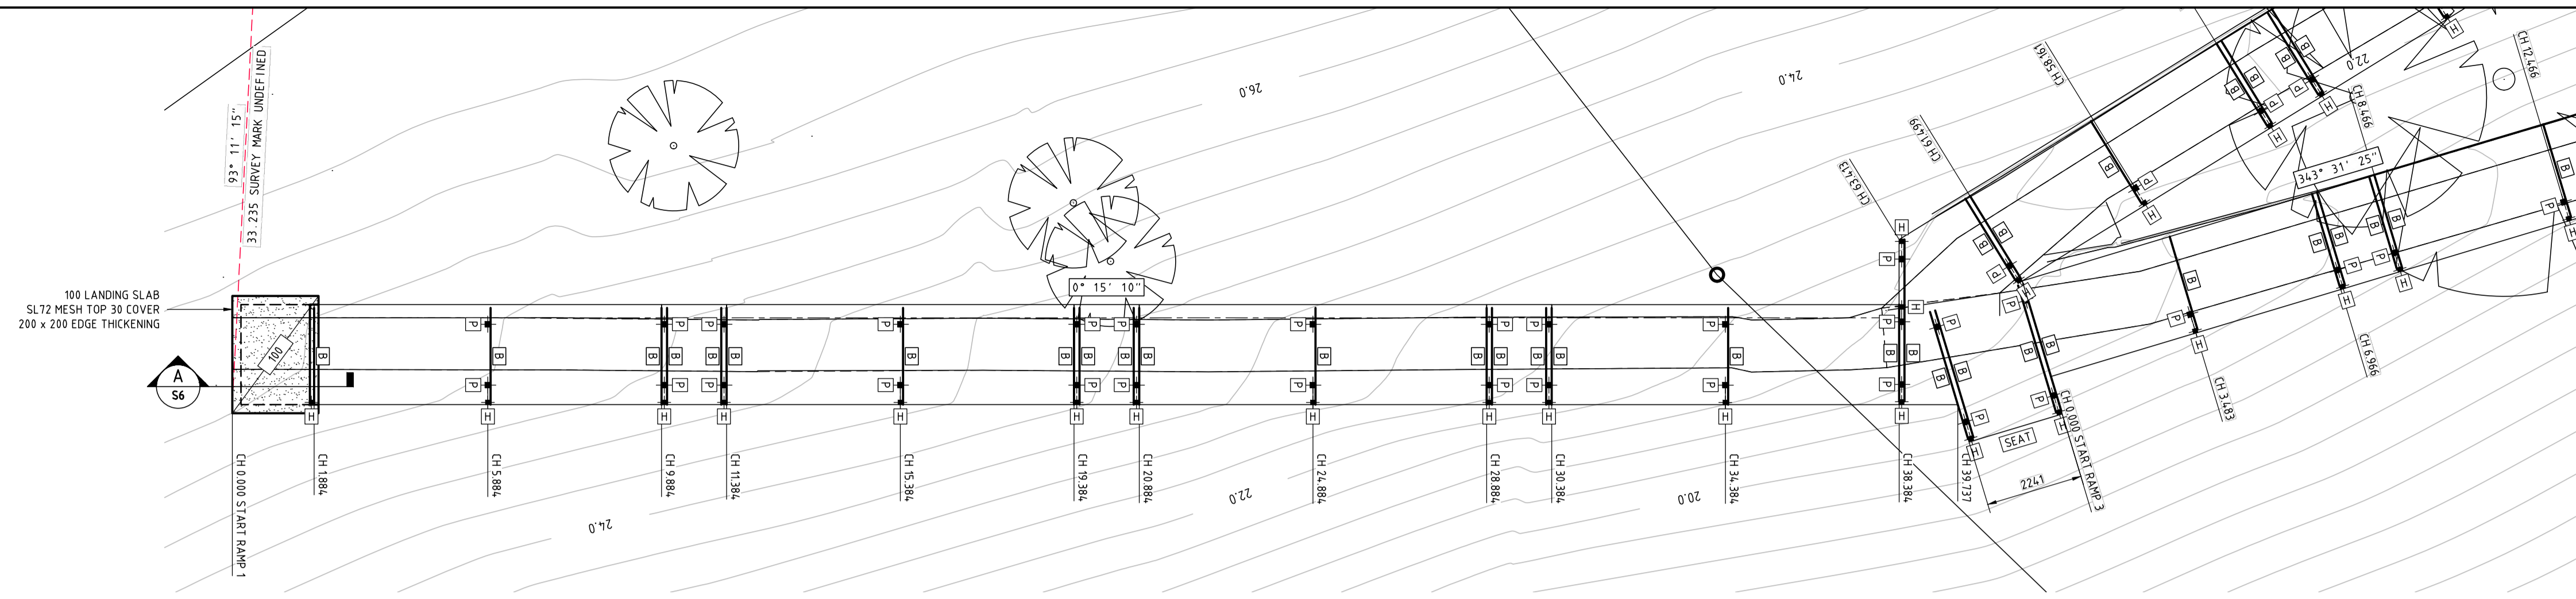 93° 11' 15"
33.235 SURVEY MARK UNDEFINED
100 LANDING SLAB
SL72 MESH TOP 30 COVER
200 x 200 EDGE THICKENING
A
S6
100
0° 15' 10"
343° 31' 25"
26.0
24.0
22.0
24.0
22.0
20.0
CH 0.000 START RAMP 1
CH 1.884
CH 5.884
CH 9.884
CH 11.384
CH 15.384
CH 19.384
CH 20.884
CH 24.884
CH 28.884
CH 30.384
CH 34.384
CH 38.384
CH 39.737
CH 63.413
CH 61.499
CH 58.161
CH 0.000 START RAMP 3
CH 3.483
CH 6.966
CH 8.466
CH 12.466
SEAT
2241
B
H
P
B
H
P
P
B
B
P
P
H
P
P
B
B
H
P
B
P
H
P
P
B
B
H
P
P
B
B
H
P
B
P
H
P
P
B
B
H
P
P
B
B
H
P
B
P
H
H
P
H
P
B
B
P
H